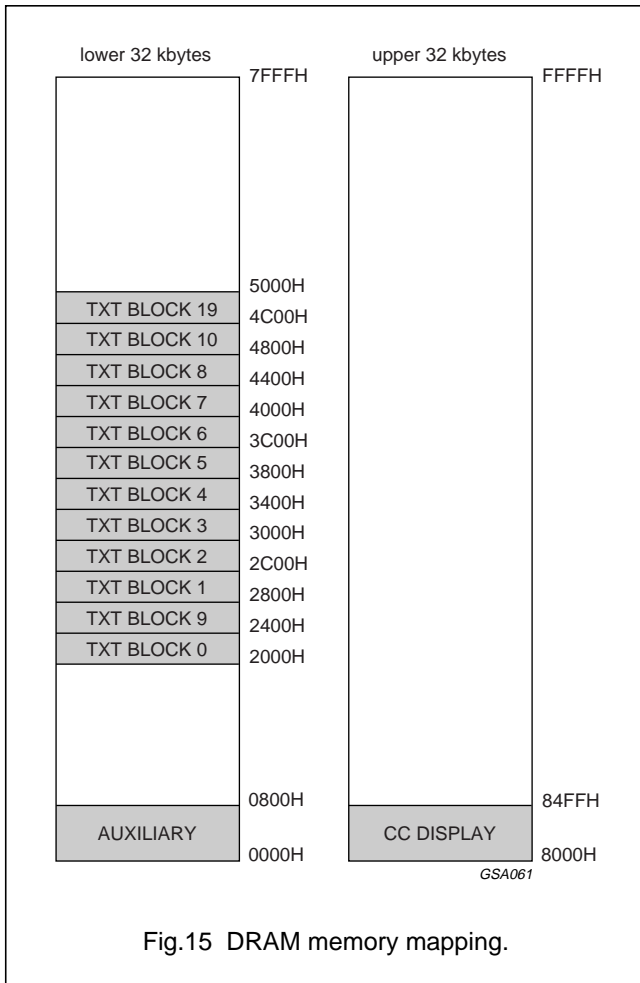 lower 32 kbytes
upper 32 kbytes
7FFFH
FFFFH
5000H
TXT BLOCK 19
4C00H
TXT BLOCK 10
4800H
TXT BLOCK 8
4400H
TXT BLOCK 7
4000H
TXT BLOCK 6
3C00H
TXT BLOCK 5
3800H
TXT BLOCK 4
3400H
TXT BLOCK 3
3000H
TXT BLOCK 2
2C00H
TXT BLOCK 1
2800H
TXT BLOCK 9
2400H
TXT BLOCK 0
2000H
0800H
84FFH
AUXILIARY
CC DISPLAY
0000H
8000H
GSA061
Fig.15 DRAM memory mapping.